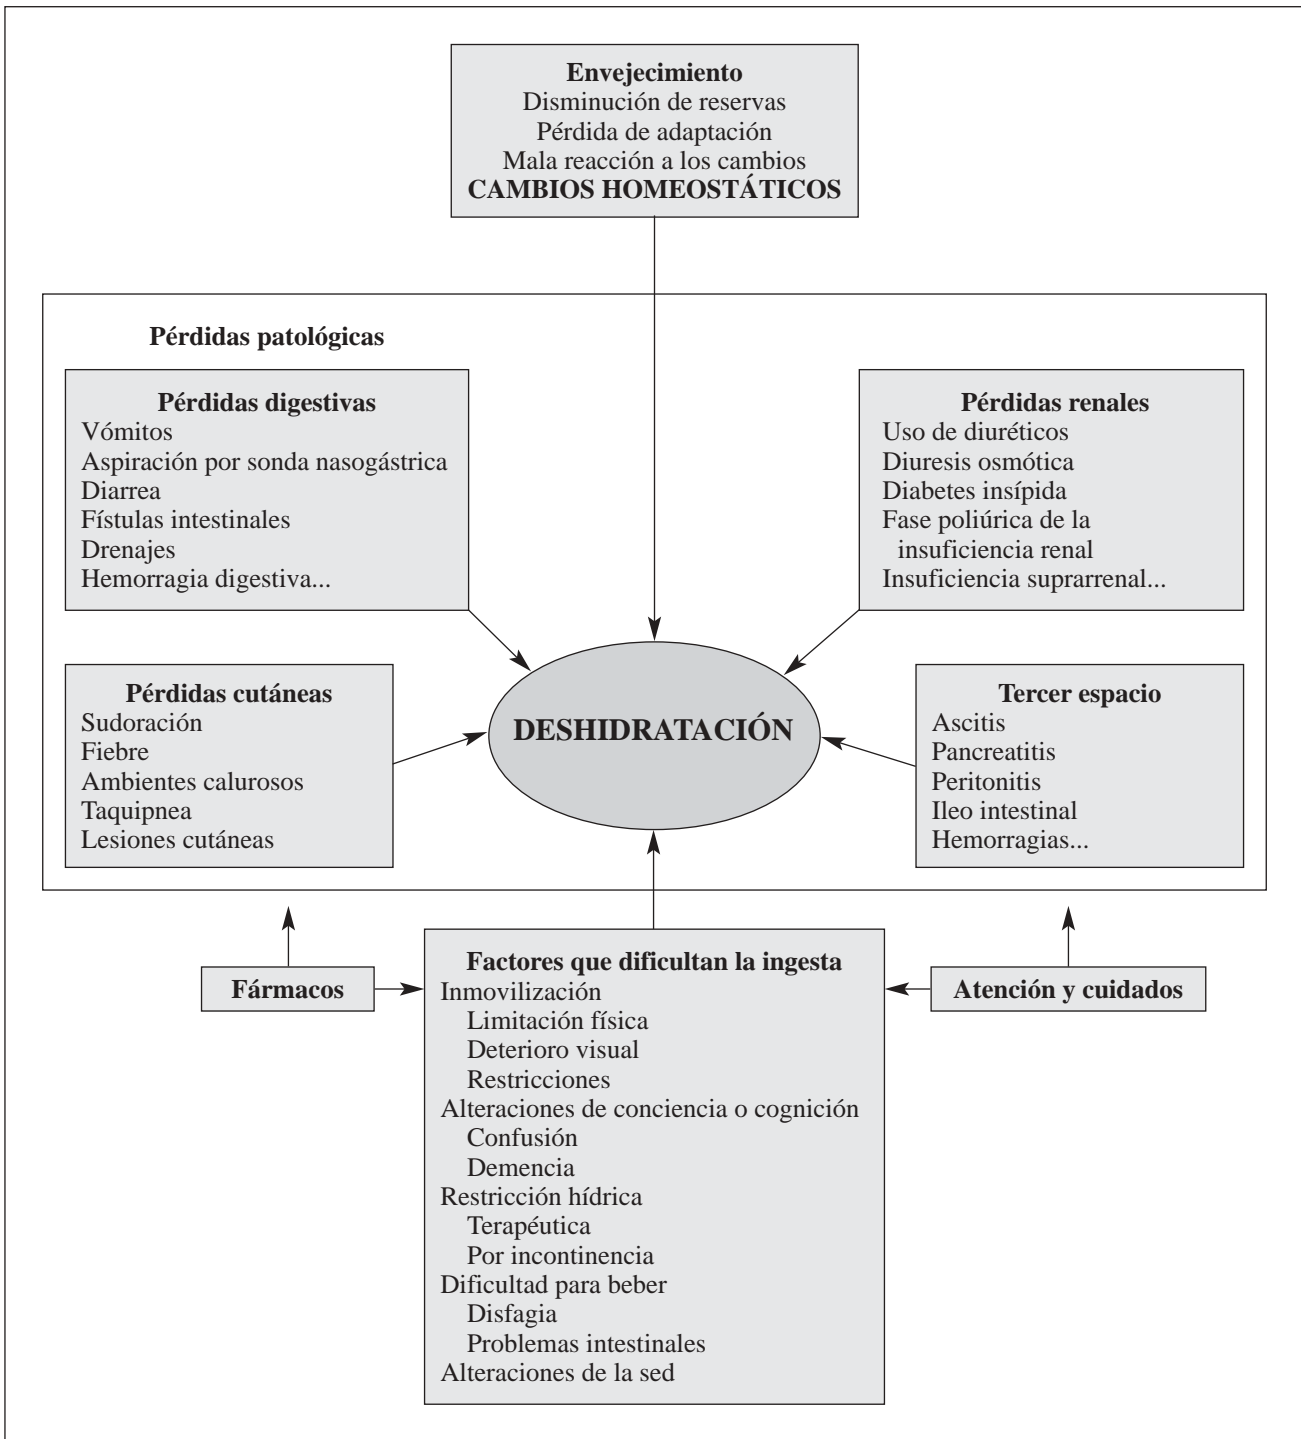 Envejecimiento
Disminución de reservas
Pérdida de adaptación
Mala reacción a los cambios
CAMBIOS HOMEOSTÁTICOS
Pérdidas patológicas
Pérdidas digestivas
Vómitos
Aspiración por sonda nasogástrica
Diarrea
Fístulas intestinales
Drenajes
Hemorragia digestiva...
Pérdidas renales
Uso de diuréticos
Diuresis osmótica
Diabetes insípida
Fase poliúrica de la
insuficiencia renal
Insuficiencia suprarrenal...
Pérdidas cutáneas
Sudoración
Fiebre
Ambientes calurosos
Taquipnea
Lesiones cutáneas
DESHIDRATACIÓN
Tercer espacio
Ascitis
Pancreatitis
Peritonitis
Ileo intestinal
Hemorragias...
Fármacos
Factores que dificultan la ingesta
Inmovilización
Limitación física
Deterioro visual
Restricciones
Alteraciones de conciencia o cognición
Confusión
Demencia
Restricción hídrica
Terapéutica
Por incontinencia
Dificultad para beber
Disfagia
Problemas intestinales
Alteraciones de la sed
Atención y cuidados